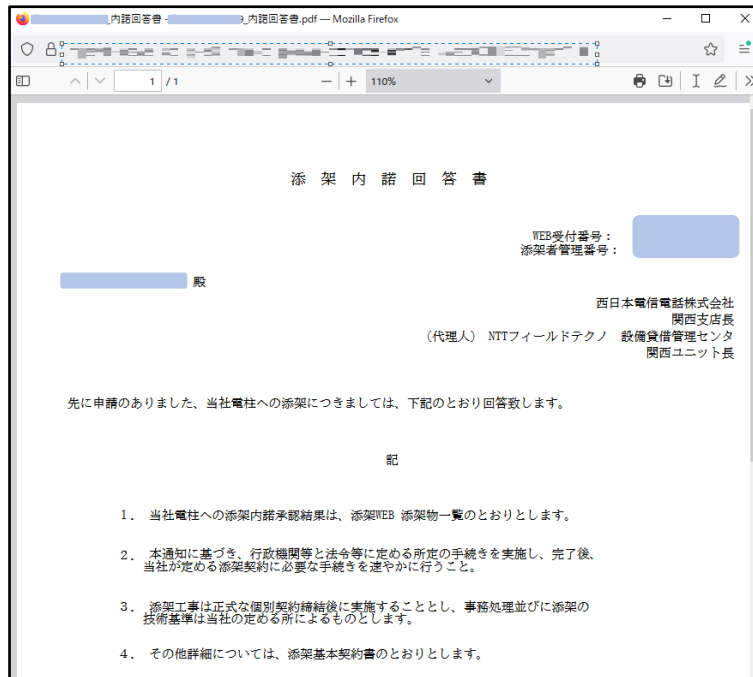 _内諾回答書 - _内諾回答書.pdf — Mozilla Firefox
1 / 1
110%
添架内諾回答書
WEB受付番号：
添架者管理番号：
殿
西日本電信電話株式会社
関西支店長
（代理人） NTTフィールドテクノ 設備貸借管理センタ
関西ユニット長
先に申請のありました、当社電柱への添架につきましては、下記のとおり回答致します。
記
1． 当社電柱への添架内諾承認結果は、添架WEB 添架物一覧のとおりとします。
2． 本通知に基づき、行政機関等と法令等に定める所定の手続きを実施し、完了後、
当社が定める添架契約に必要な手続きを速やかに行うこと。
3． 添架工事は正式な個別契約締結後に実施することとし、事務処理並びに添架の
技術基準は当社の定める所によるものとします。
4． その他詳細については、添架基本契約書のとおりとします。